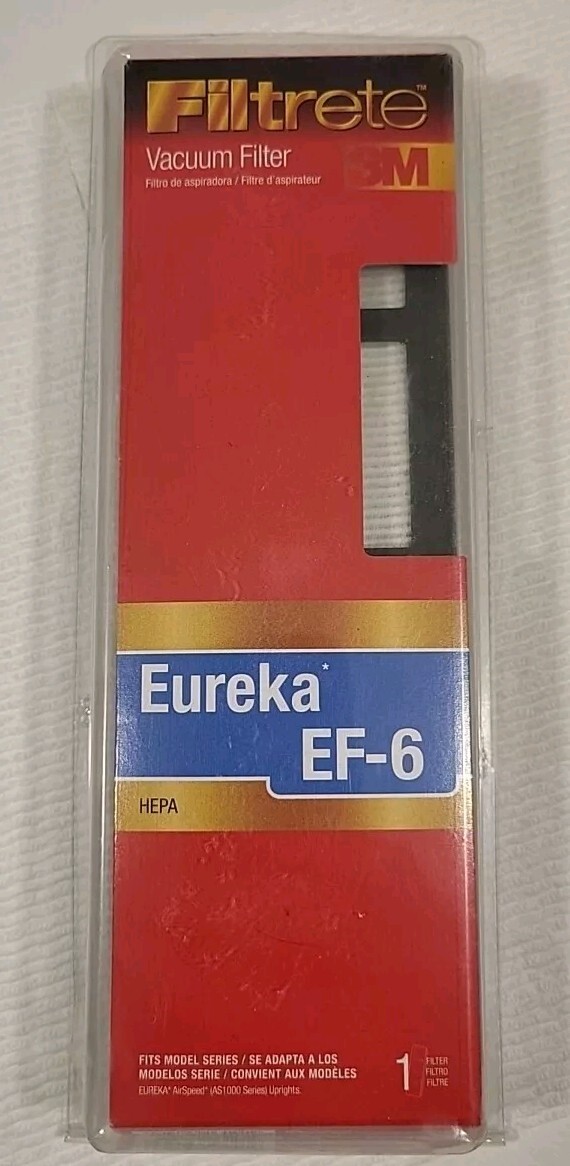 Filtrete™
Vacuum Filter
Filtro de aspiradora / Filtre d'aspirateur
3M
Eureka*
EF-6
HEPA
FITS MODEL SERIES / SE ADAPTA A LOS
MODELOS SERIE / CONVIENT AUX MODÈLES
EUREKA* AirSpeed* (AS1000 Series) Uprights.
1
FILTER
FILTRO
FILTRE